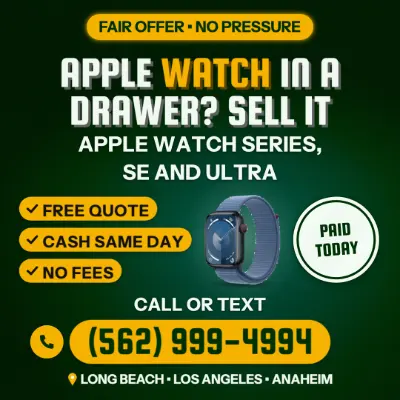 FAIR OFFER • NO PRESSURE
APPLE WATCH IN A
DRAWER? SELL IT
APPLE WATCH SERIES,
SE AND ULTRA
FREE QUOTE
CASH SAME DAY
NO FEES
PAID
TODAY
CALL OR TEXT
(562) 999-4994
LONG BEACH • LOS ANGELES • ANAHEIM